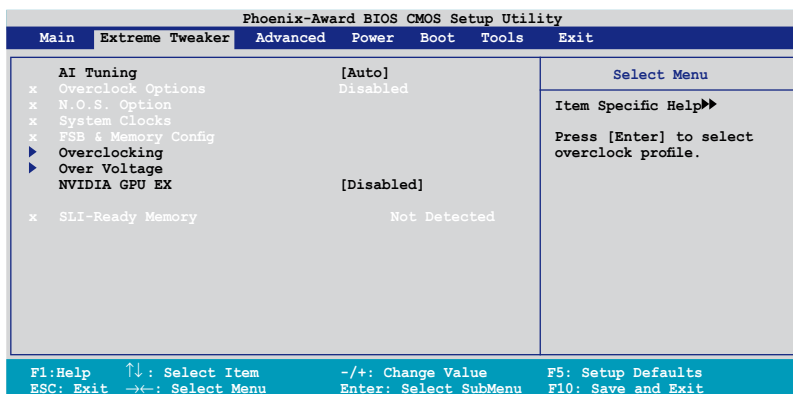 Phoenix-Award BIOS CMOS Setup Utility
Main Extreme Tweaker Advanced Power Boot Tools Exit
AI Tuning [Auto]
x Overclock Options Disabled
x N.O.S. Option
x System Clocks
x FSB & Memory Config
Overclocking
Over Voltage
NVIDIA GPU EX [Disabled]
x SLI-Ready Memory Not Detected
Select Menu
Item Specific Help
Press [Enter] to select
overclock profile.
F1:Help ↑↓: Select Item -/+: Change Value F5: Setup Defaults
ESC: Exit →←: Select Menu Enter: Select SubMenu F10: Save and Exit